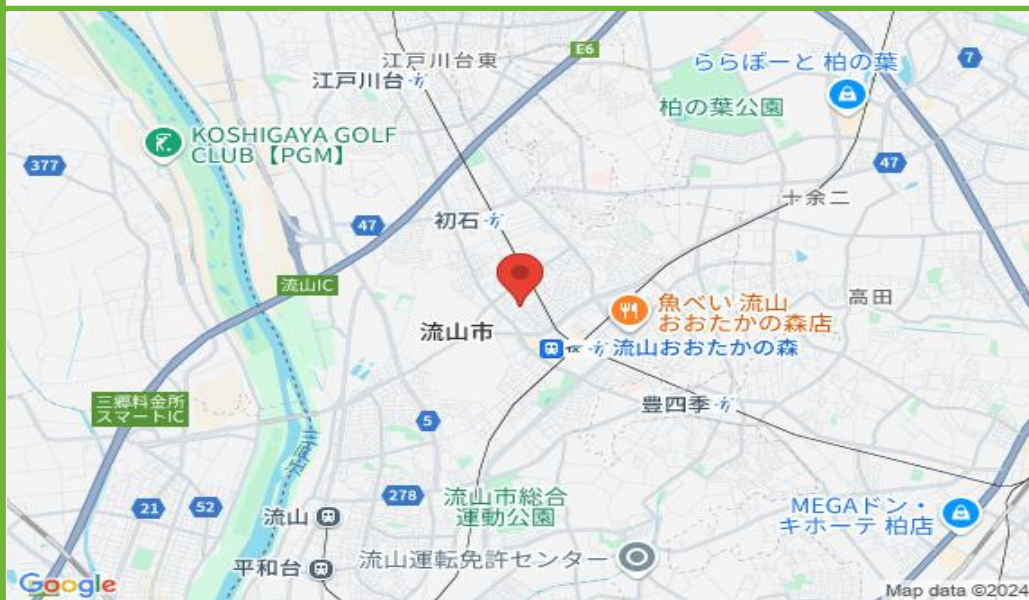 江戸川台東
E6
江戸川台
ららぽーと 柏の葉
7
柏の葉公園
KOSHIGAYA GOLF
CLUB【PGM】
377
47
十余二
47
初石
流山IC
魚べい 流山
おおたかの森店
高田
流山市
流山おおたかの森
三郷料金所
スマートIC
豊四季
5
278
流山市総合
運動公園
21
52
流山
MEGAドン・
キホーテ 柏店
平和台
流山運転免許センター
Google
Map data ©2024